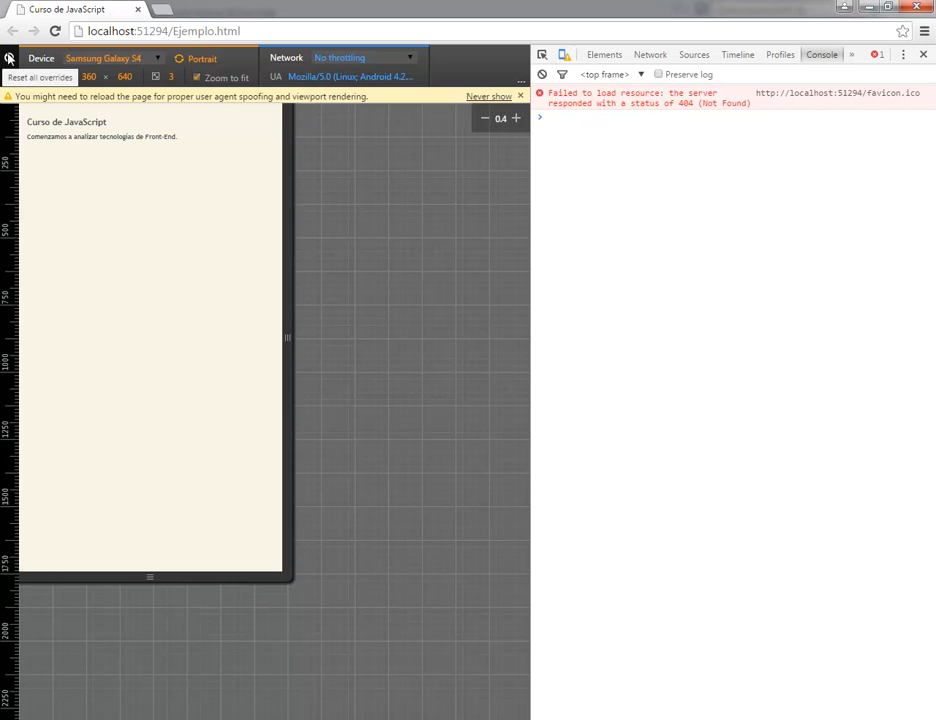 Curso de JavaScript
localhost:51294/Ejemplo.html
Device Samsung Galaxy S4 Portrait Network No throttling
Reset all overrides 360 × 640 3 Zoom to fit UA Mozilla/5.0 (Linux; Android 4.2...
...
You might need to reload the page for proper user agent spoofing and viewport rendering. Never show ×
Curso de JavaScript
Comenzamos a analizar tecnologías de Front-End.
0.4
250
500
750
1000
1250
1500
1750
2000
2250
Elements Network Sources Timeline Profiles Console » 1
<top frame> Preserve log
Failed to load resource: the server http://localhost:51294/favicon.ico
responded with a status of 404 (Not Found)